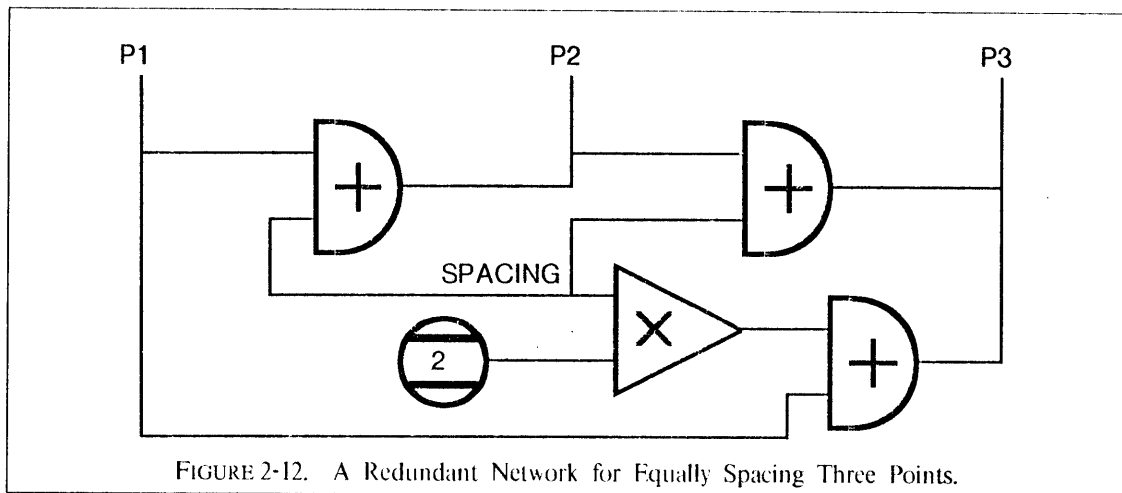 P1 P2 P3
+ +
SPACING
×
2
+
FIGURE 2-12. A Redundant Network for Equally Spacing Three Points.